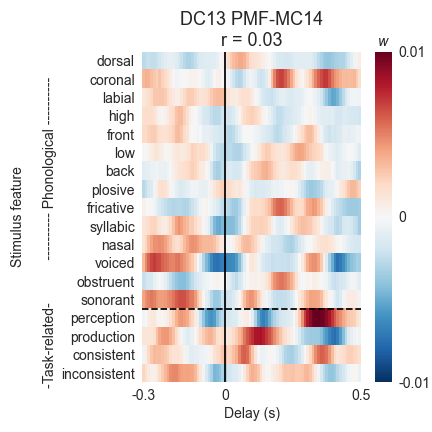 DC13 PMF-MC14
r = 0.03
w
dorsal
coronal
labial
high
front
low
back
plosive
fricative
syllabic
nasal
voiced
obstruent
sonorant
perception
production
consistent
inconsistent
Stimulus feature
-Task-related- ----------- Phonological -----------
-0.3 0 0.5
Delay (s)
0.01
0
-0.01